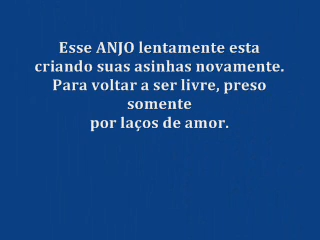 Esse ANJO lentamente esta
criando suas asinhas novamente.
Para voltar a ser livre, preso
somente
por laços de amor.